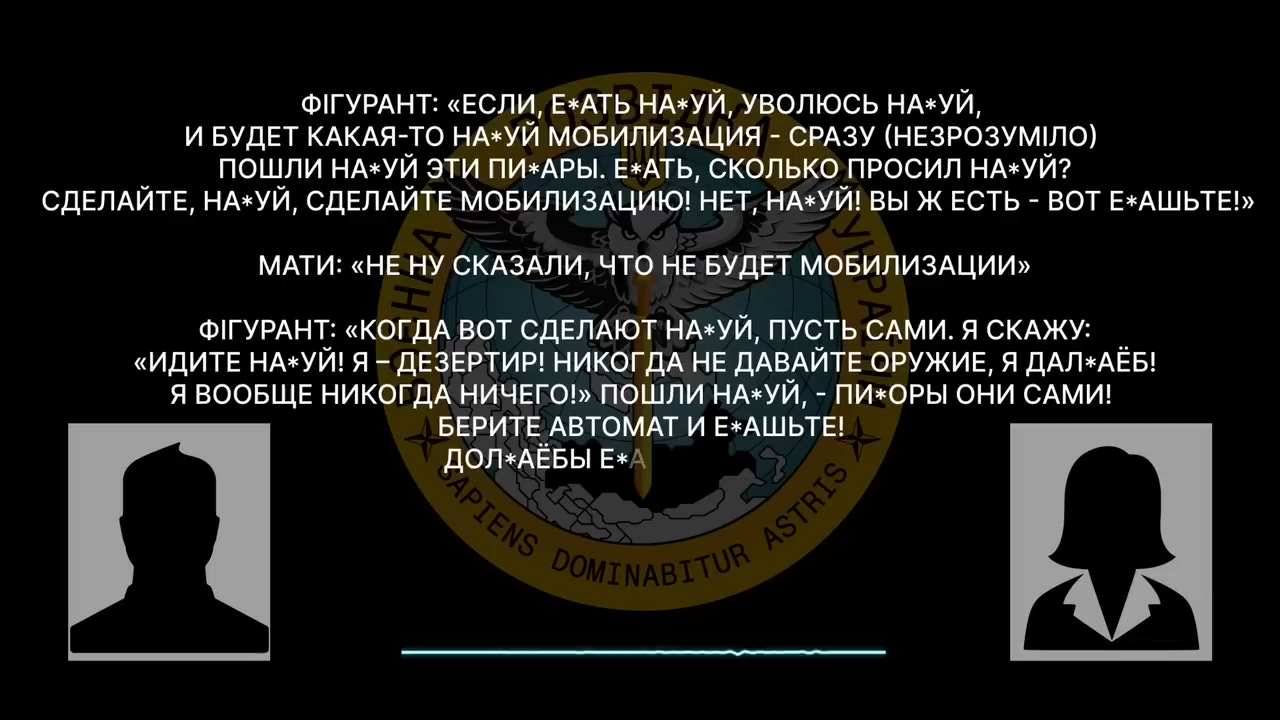 ФІГУРАНТ: «ЕСЛИ, Е*АТЬ НА*УЙ, УВОЛЮСЬ НА*УЙ,
И БУДЕТ КАКАЯ-ТО НА*УЙ МОБИЛИЗАЦИЯ - СРАЗУ (НЕЗРОЗУМІЛО)
ПОШЛИ НА*УЙ ЭТИ ПИ*АРЫ. Е*АТЬ, СКОЛЬКО ПРОСИЛ НА*УЙ?
СДЕЛАЙТЕ, НА*УЙ, СДЕЛАЙТЕ МОБИЛИЗАЦИЮ! НЕТ, НА*УЙ! ВЫ Ж ЕСТЬ - ВОТ Е*АШЬТЕ!»
МАТИ: «НЕ НУ СКАЗАЛИ, ЧТО НЕ БУДЕТ МОБИЛИЗАЦИИ»
ФІГУРАНТ: «КОГДА ВОТ СДЕЛАЮТ НА*УЙ, ПУСТЬ САМИ. Я СКАЖУ:
«ИДИТЕ НА*УЙ! Я – ДЕЗЕРТИР! НИКОГДА НЕ ДАВАЙТЕ ОРУЖИЕ, Я ДАЛ*АЁБ!
Я ВООБЩЕ НИКОГДА НИЧЕГО!» ПОШЛИ НА*УЙ, - ПИ*ОРЫ ОНИ САМИ!
БЕРИТЕ АВТОМАТ И Е*АШЬТЕ!
ДОЛ*АЁБЫ Е*А
SAPIENS DOMINABITUR ASTRIS